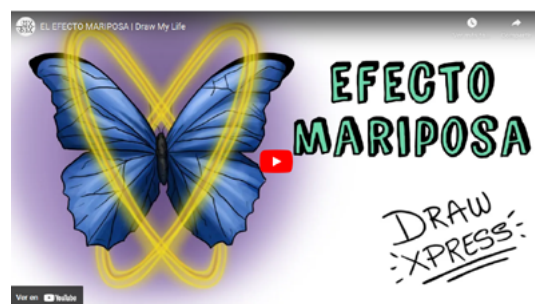 EL EFECTO MARIPOSA | Draw My Life
EFECTO
MARIPOSA
DRAW
XPRESS
Ver en YouTube